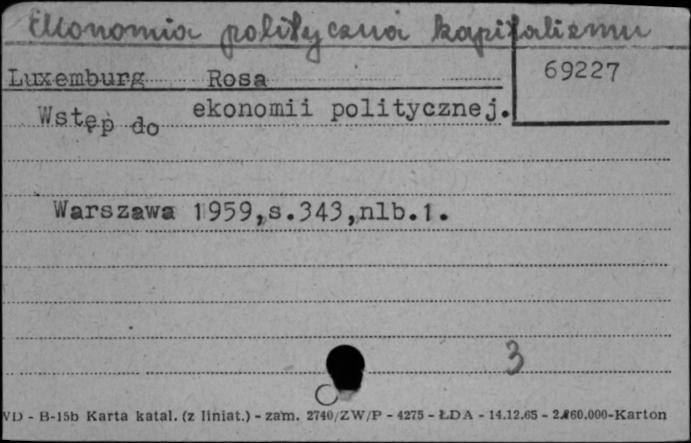 Ekonomia polityczna kapitalizmu
Luxemburg Rosa 69227
Wstęp do ekonomii politycznej.
Warszawa 1959,s.343,nlb.1.
3
VD - B-15b Karta katal. (z liniat.) - zam. 2740/ZW/P - 4275 - ŁDA - 14.12.65 - 2.860.000-Karton